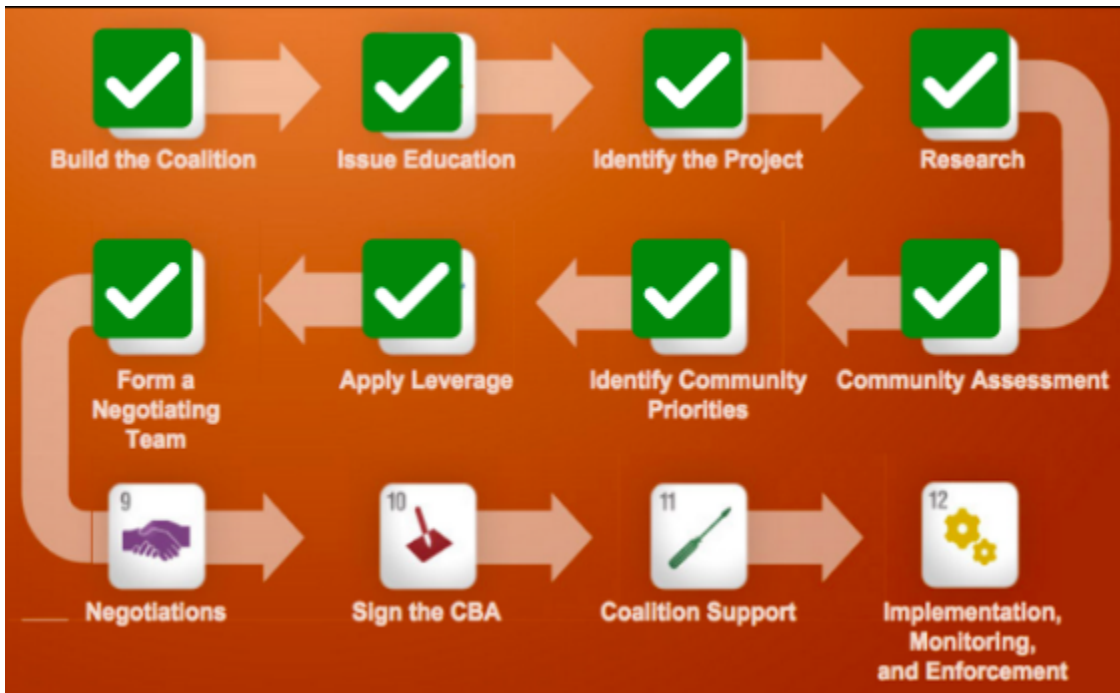 Build the Coalition
Issue Education
Identify the Project
Research
Community Assessment
Identify Community
Priorities
Apply Leverage
Form a
Negotiating
Team
9
Negotiations
10
Sign the CBA
11
Coalition Support
12
Implementation,
Monitoring,
and Enforcement